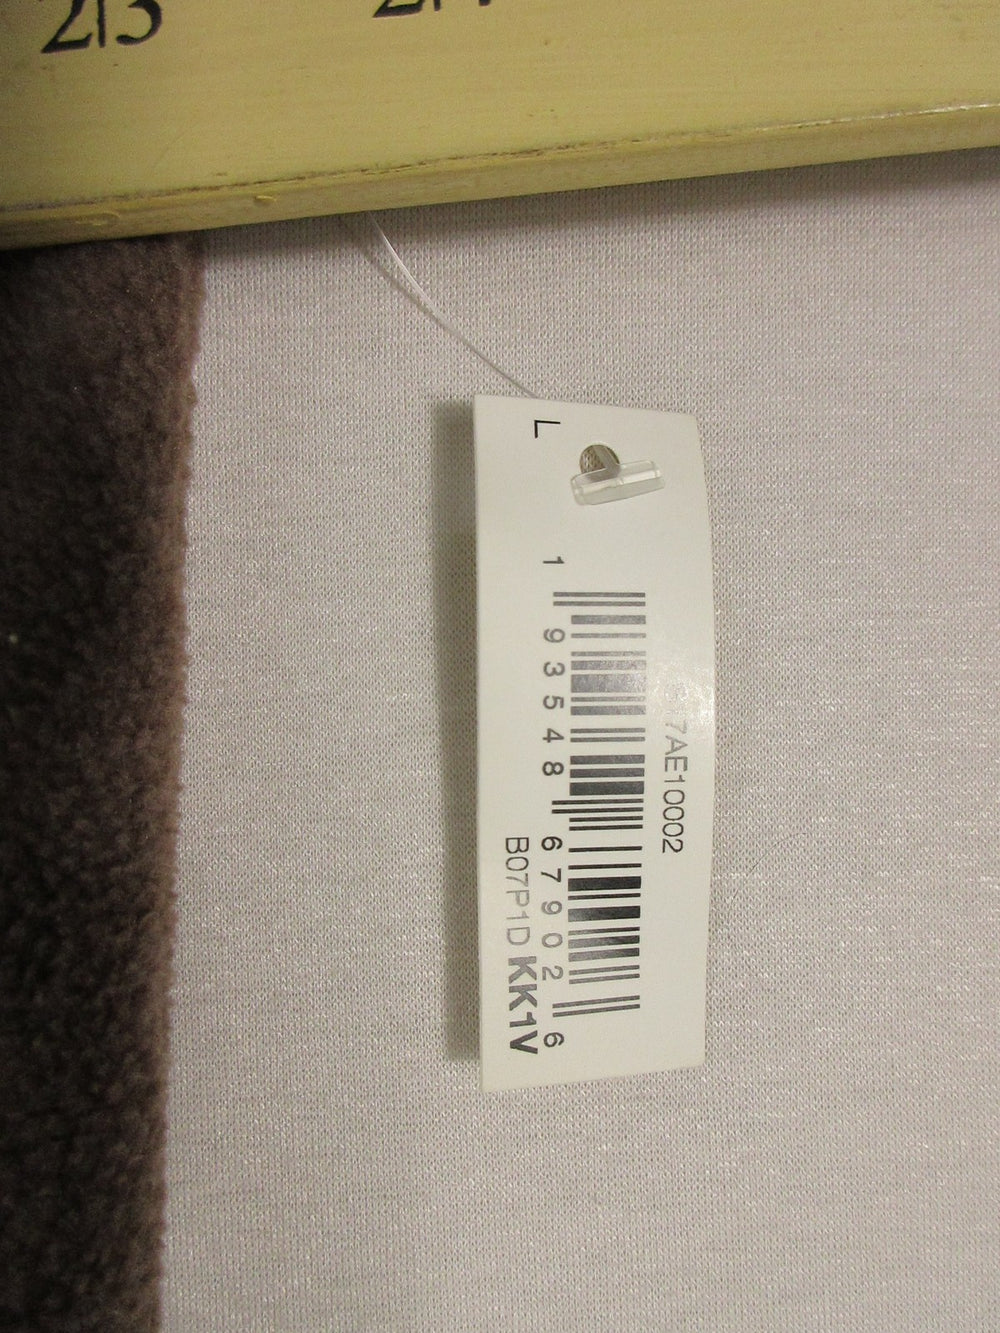 213
L
7AE10002
1 93548 67902 6
B07P1D KK1V